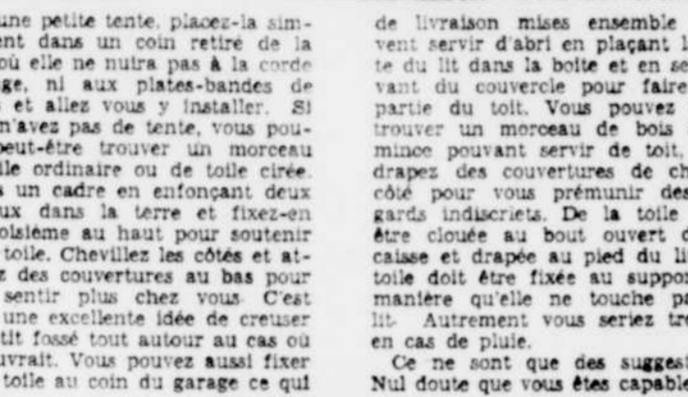 une petite tente, placez-la sim-
ent dans un coin retiré de la
où elle ne nuira pas à la corde
ge, ni aux plates-bandes de
et allez vous y installer. Si
n'avez pas de tente, vous pou-
peut-être trouver un morceau
ile ordinaire ou de toile cirée.
un cadre en enfonçant deux
ux dans la terre et fixez-en
oisième au haut pour soutenir
toile. Chevillez les côtés et at-
z des couvertures au bas pour
sentir plus chez vous. C'est
une excellente idée de creuser
tit fossé tout autour au cas où
uvrait. Vous pouvez aussi fixer
toile au coin du garage ce qui
de livraison mises ensemble
vent servir d'abri en plaçant l
te du lit dans la boite et en se
vant du couvercle pour faire
partie du toit. Vous pouvez
trouver un morceau de bois
mince pouvant servir de toit,
drapez des couvertures de ch
côté pour vous prémunir des
gards indiscriets. De la toile
être clouée au bout ouvert d
caisse et drapée au pied du li
toile doit être fixée au suppor
manière qu'elle ne touche pa
lit. Autrement vous seriez tre
en cas de pluie.
Ce ne sont que des suggest
Nul doute que vous êtes capable